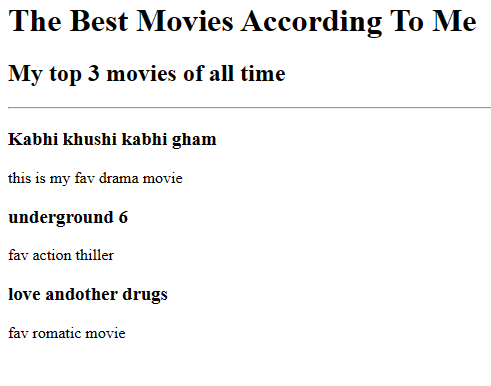 The Best Movies According To Me
My top 3 movies of all time
Kabhi khushi kabhi gham
this is my fav drama movie
underground 6
fav action thiller
love andother drugs
fav romatic movie